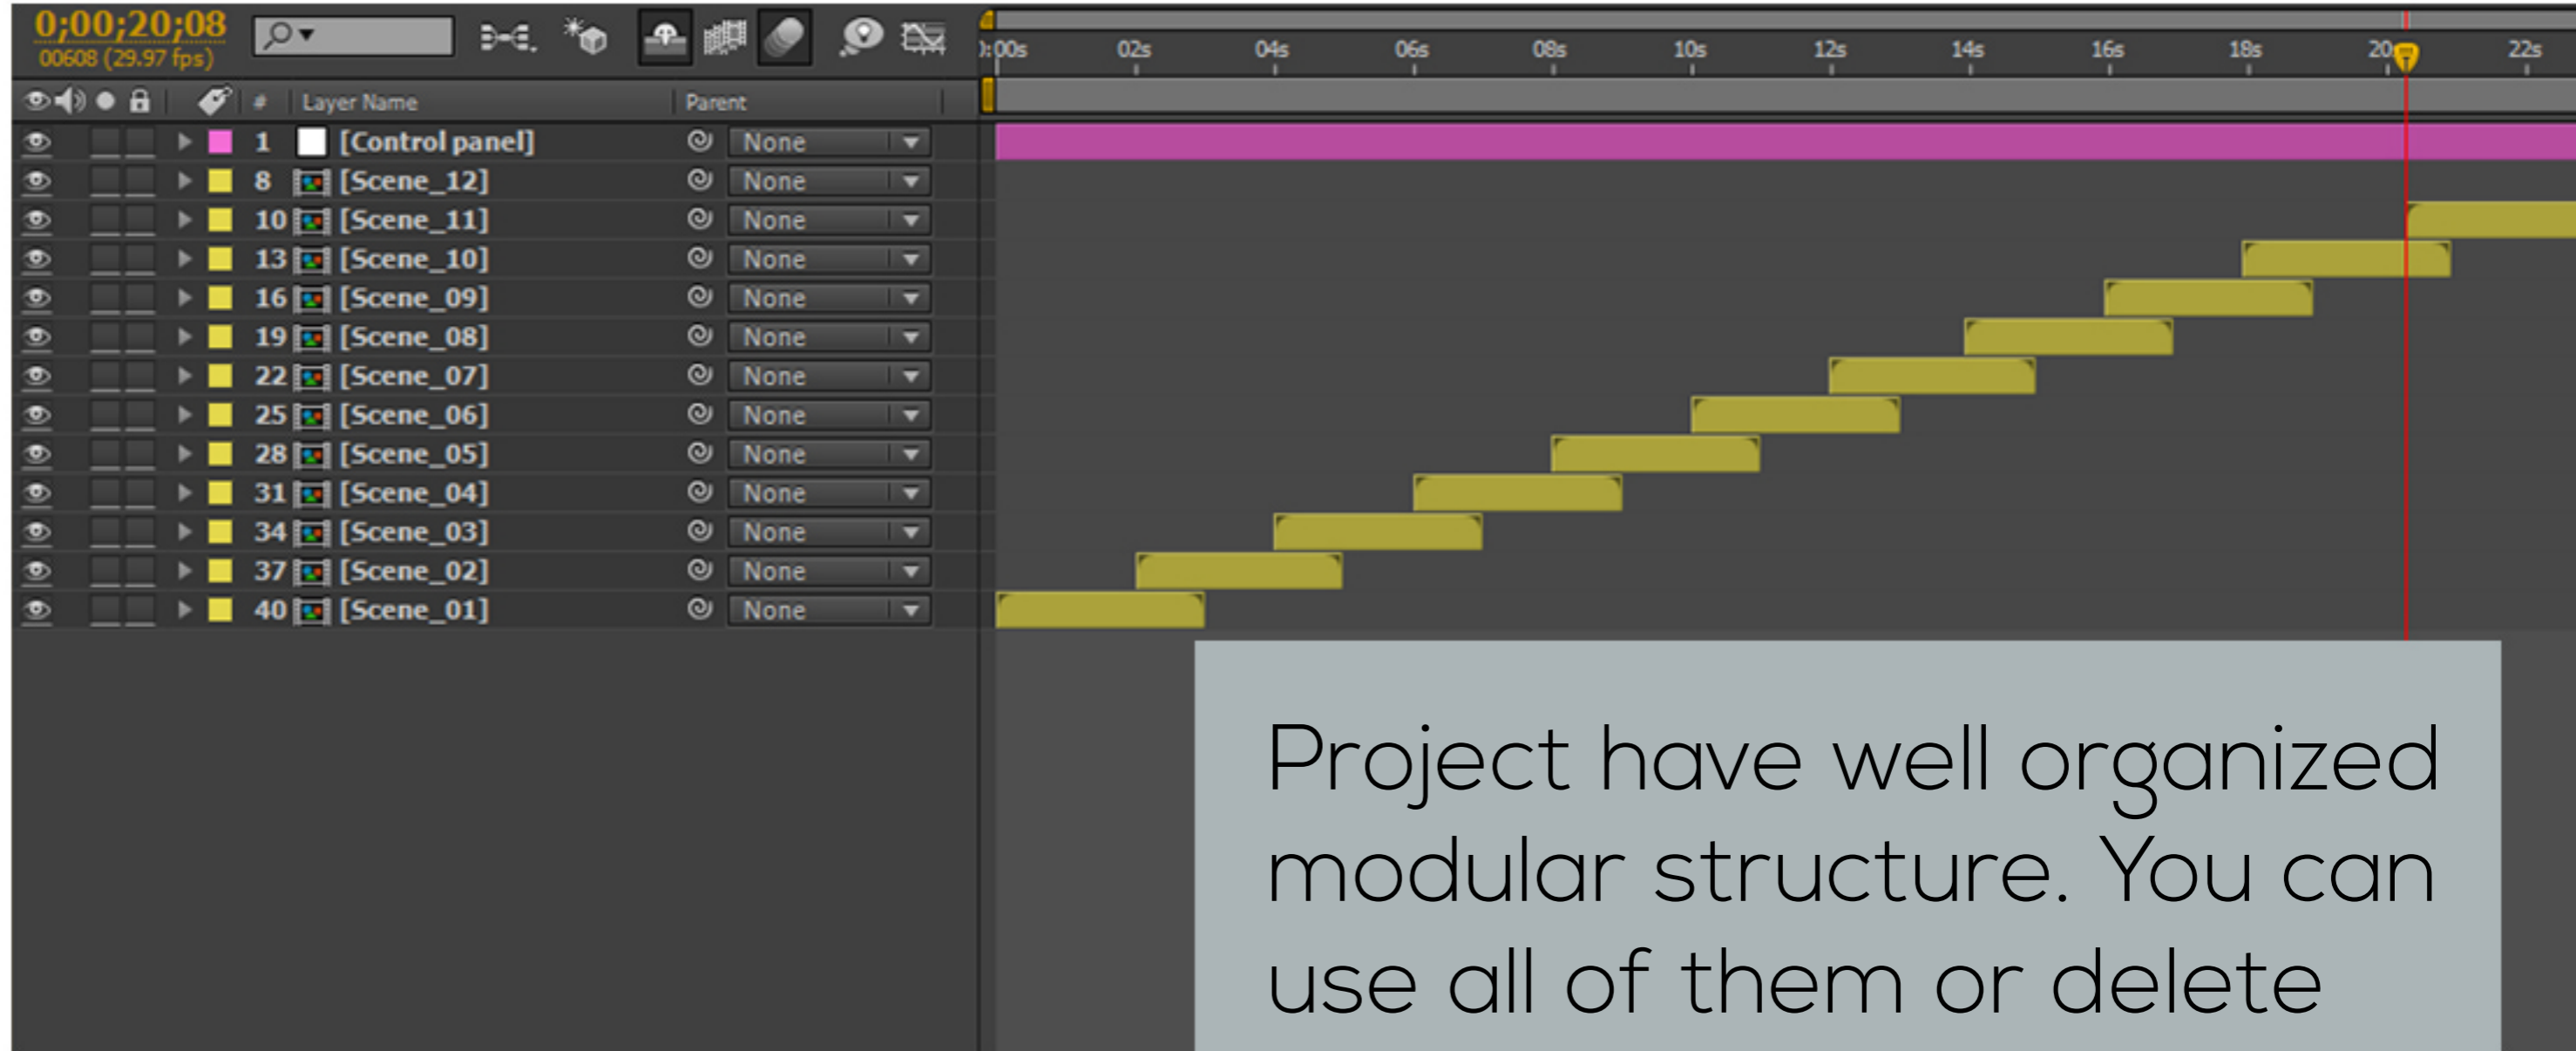 0;00;20;08
00608 (29.97 fps)
):00s 02s 04s 06s 08s 10s 12s 14s 16s 18s 20 22s
# Layer Name Parent
1 [Control panel] None
8 [Scene_12] None
10 [Scene_11] None
13 [Scene_10] None
16 [Scene_09] None
19 [Scene_08] None
22 [Scene_07] None
25 [Scene_06] None
28 [Scene_05] None
31 [Scene_04] None
34 [Scene_03] None
37 [Scene_02] None
40 [Scene_01] None
Project have well organized
modular structure. You can
use all of them or delete